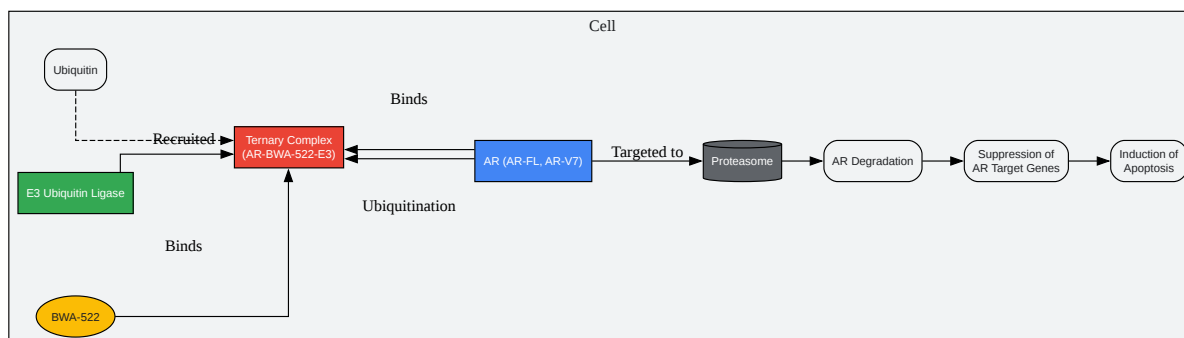 Cell
Ubiquitin
Binds
Recruited
Ternary Complex
(AR-BWA-522-E3)
AR (AR-FL, AR-V7)
Targeted to
Proteasome
AR Degradation
Suppression of
AR Target Genes
Induction of
Apoptosis
E3 Ubiquitin Ligase
Ubiquitination
Binds
BWA-522